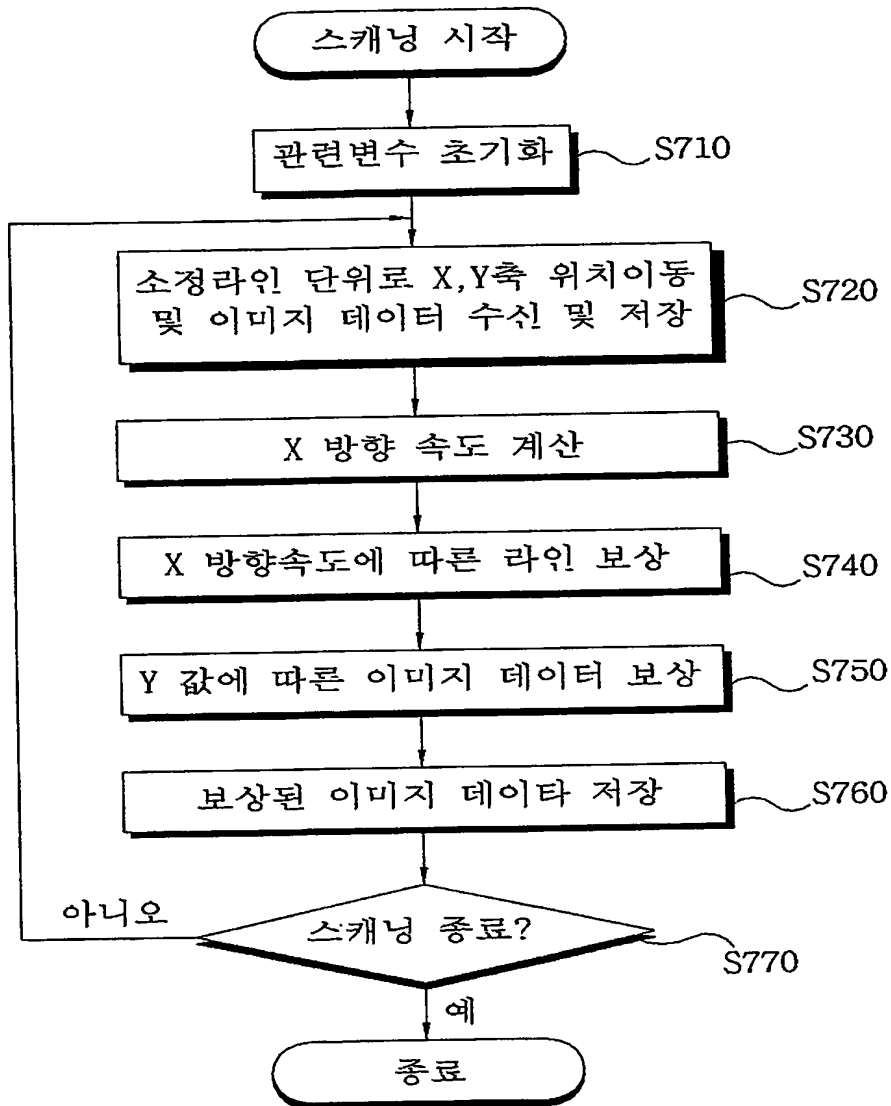 스캐닝 시작
관련변수 초기화
S710
소정라인 단위로 X,Y축 위치이동
및 이미지 데이터 수신 및 저장
S720
X 방향 속도 계산
S730
X 방향속도에 따른 라인 보상
S740
Y 값에 따른 이미지 데이터 보상
S750
보상된 이미지 데이타 저장
S760
아니오
스캐닝 종료?
S770
예
종료